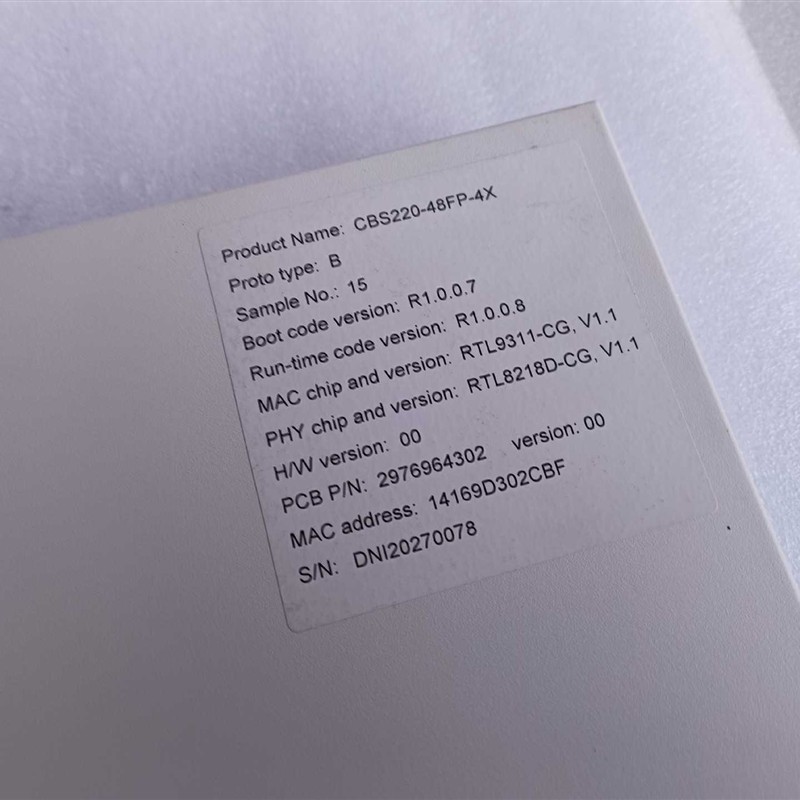 Product Name: CBS220-48FP-4X
Proto type: B
Sample No.: 15
Boot code version: R1.0.0.7
Run-time code version: R1.0.0.8
MAC chip and version: RTL9311-CG, V1.1
PHY chip and version: RTL8218D-CG, V1.1
H/W version: 00
PCB P/N: 2976964302 version: 00
MAC address: 14169D302CBF
S/N: DNI20270078